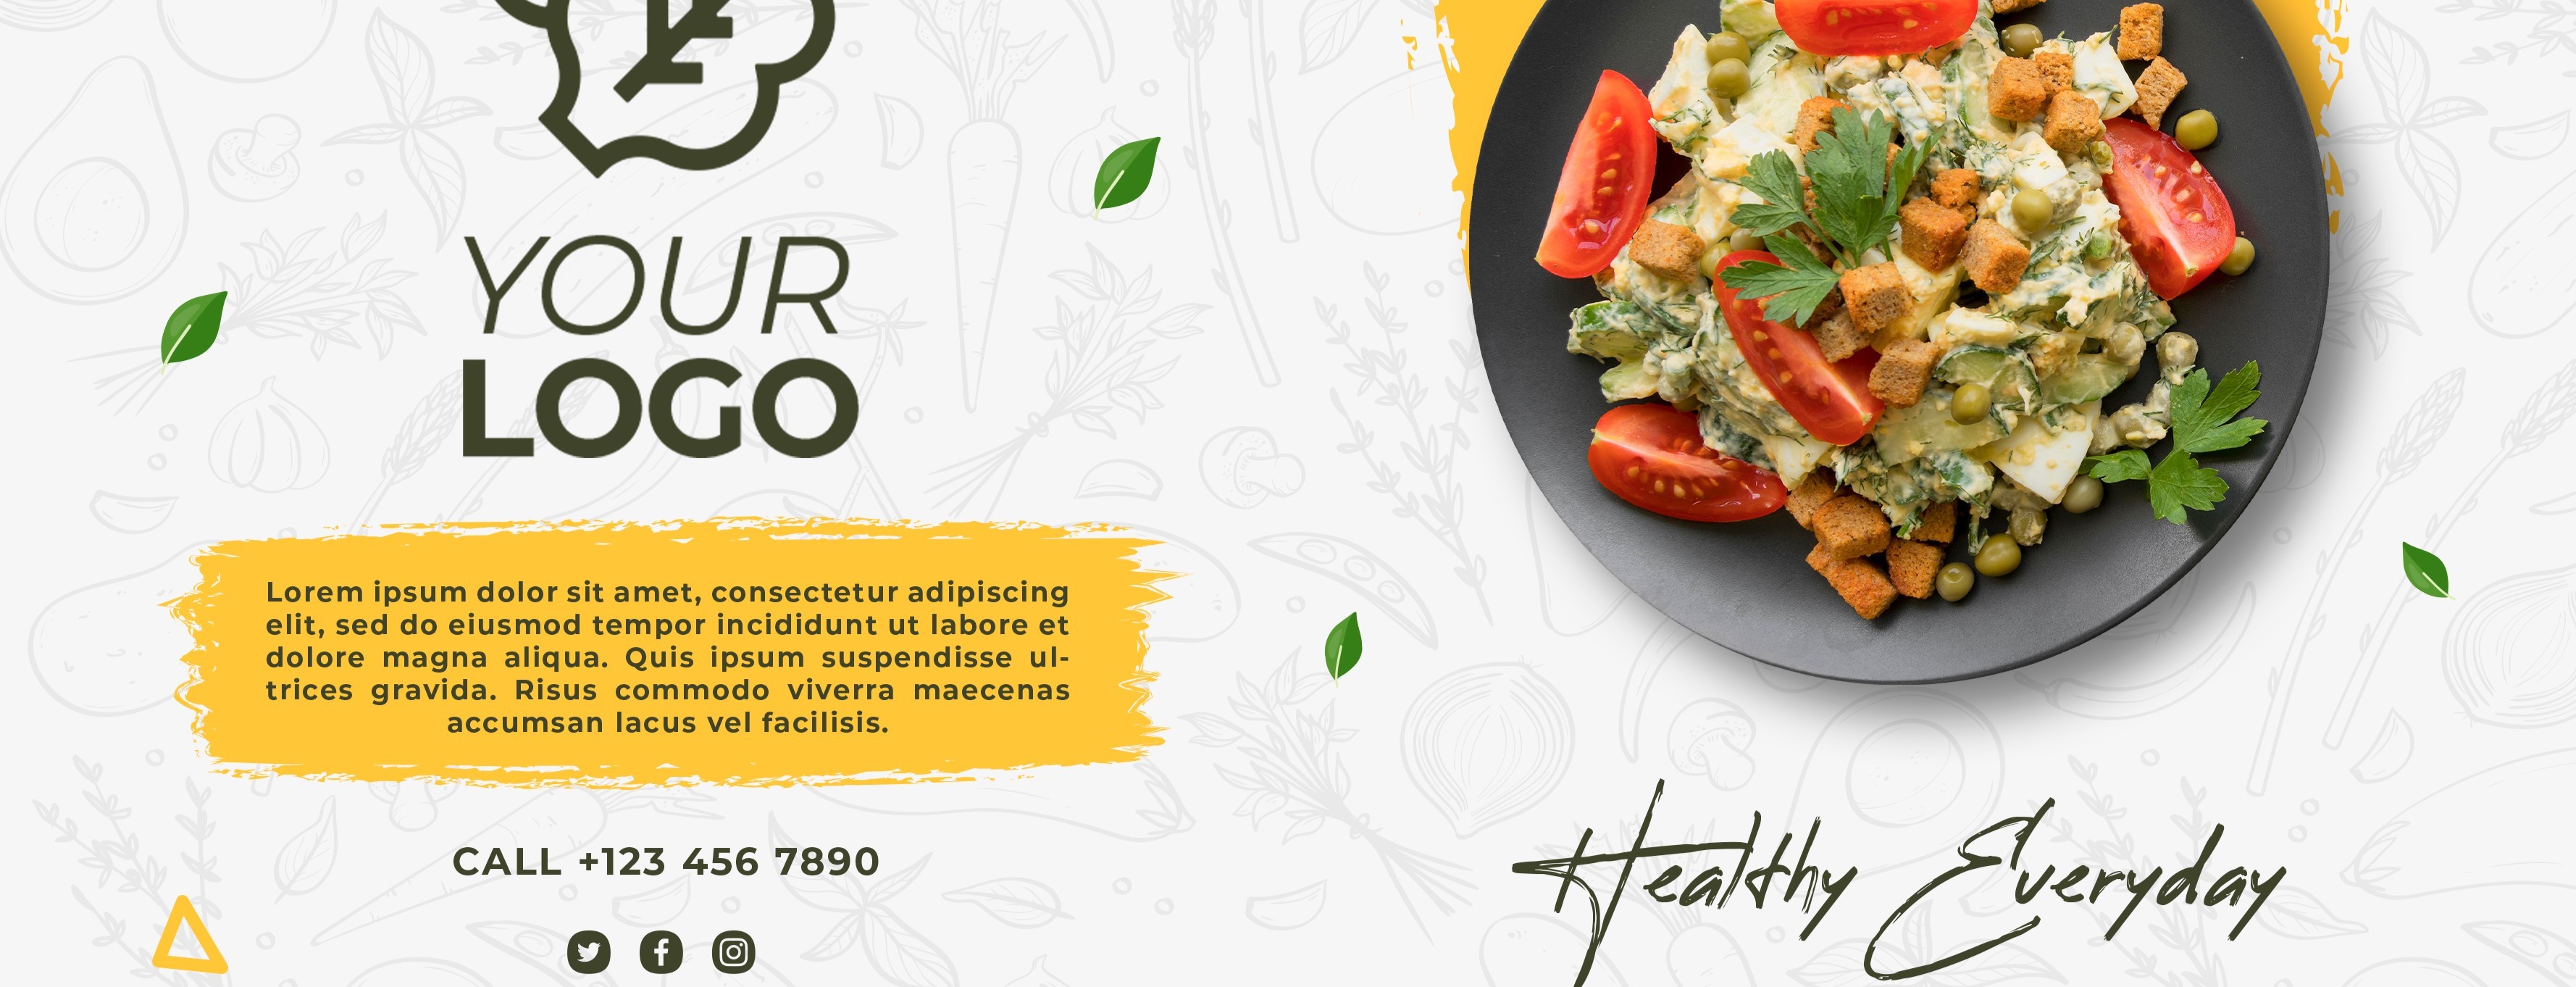 YOUR
LOGO
Lorem ipsum dolor sit amet, consectetur adipiscing
elit, sed do eiusmod tempor incididunt ut labore et
dolore magna aliqua. Quis ipsum suspendisse ul-
trices gravida. Risus commodo viverra maecenas
accumsan lacus vel facilisis.
CALL +123 456 7890
Healthy Everyday